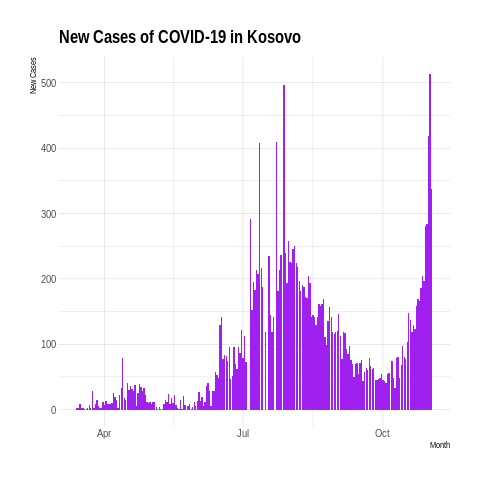 New Cases of COVID-19 in Kosovo
New Cases
500
400
300
200
100
0
Apr
Jul
Oct
Month